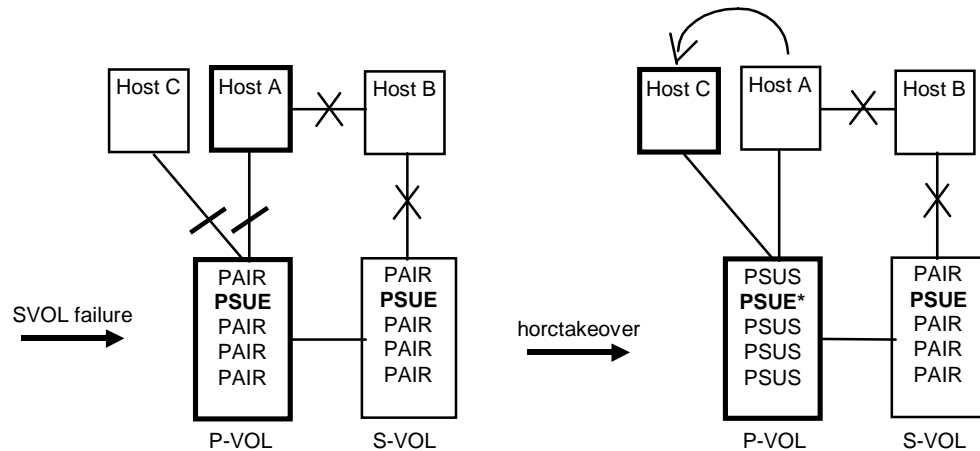 Host C
Host A
Host B
SVOL failure
PAIR
PSUE
PAIR
PAIR
PAIR
P-VOL
PAIR
PSUE
PAIR
PAIR
PAIR
S-VOL
horctakeover
Host C
Host A
Host B
PSUS
PSUE*
PSUS
PSUS
PSUS
P-VOL
PAIR
PSUE
PAIR
PAIR
PAIR
S-VOL